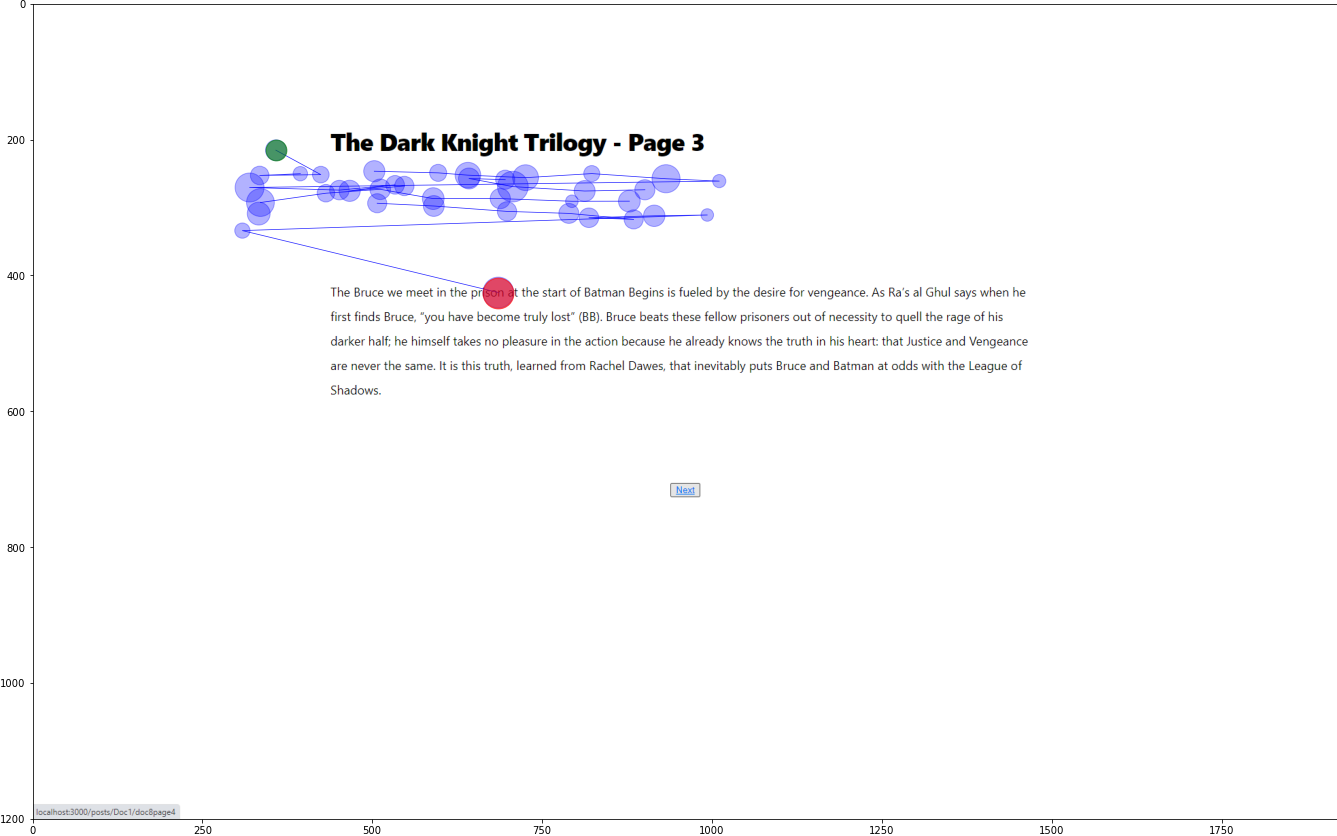 0
200
The Dark Knight Trilogy - Page 3
400
The Bruce we meet in the prison at the start of Batman Begins is fueled by the desire for vengeance. As Ra's al Ghul says when he
first finds Bruce, “you have become truly lost” (BB). Bruce beats these fellow prisoners out of necessity to quell the rage of his
darker half; he himself takes no pleasure in the action because he already knows the truth in his heart: that Justice and Vengeance
are never the same. It is this truth, learned from Rachel Dawes, that inevitably puts Bruce and Batman at odds with the League of
Shadows.
600
Next
800
1000
localhost:3000/posts/Doc1/doc8page4
1200
0 250 500 750 1000 1250 1500 1750